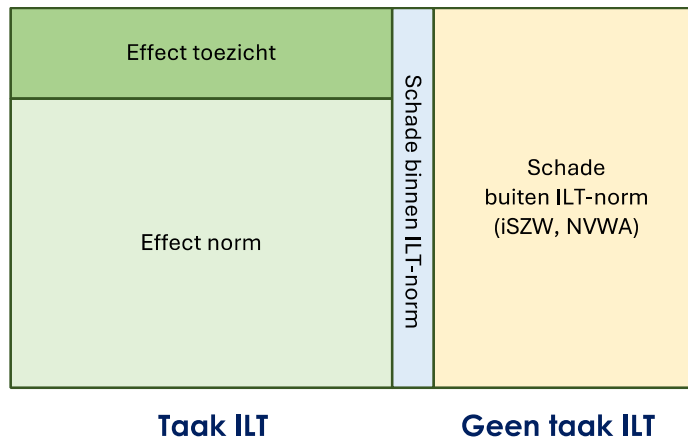 Effect toezicht
Effect norm
Schade binnen ILT-norm
Schade
buiten ILT-norm
(iSZW, NVWA)
Taak ILT
Geen taak ILT